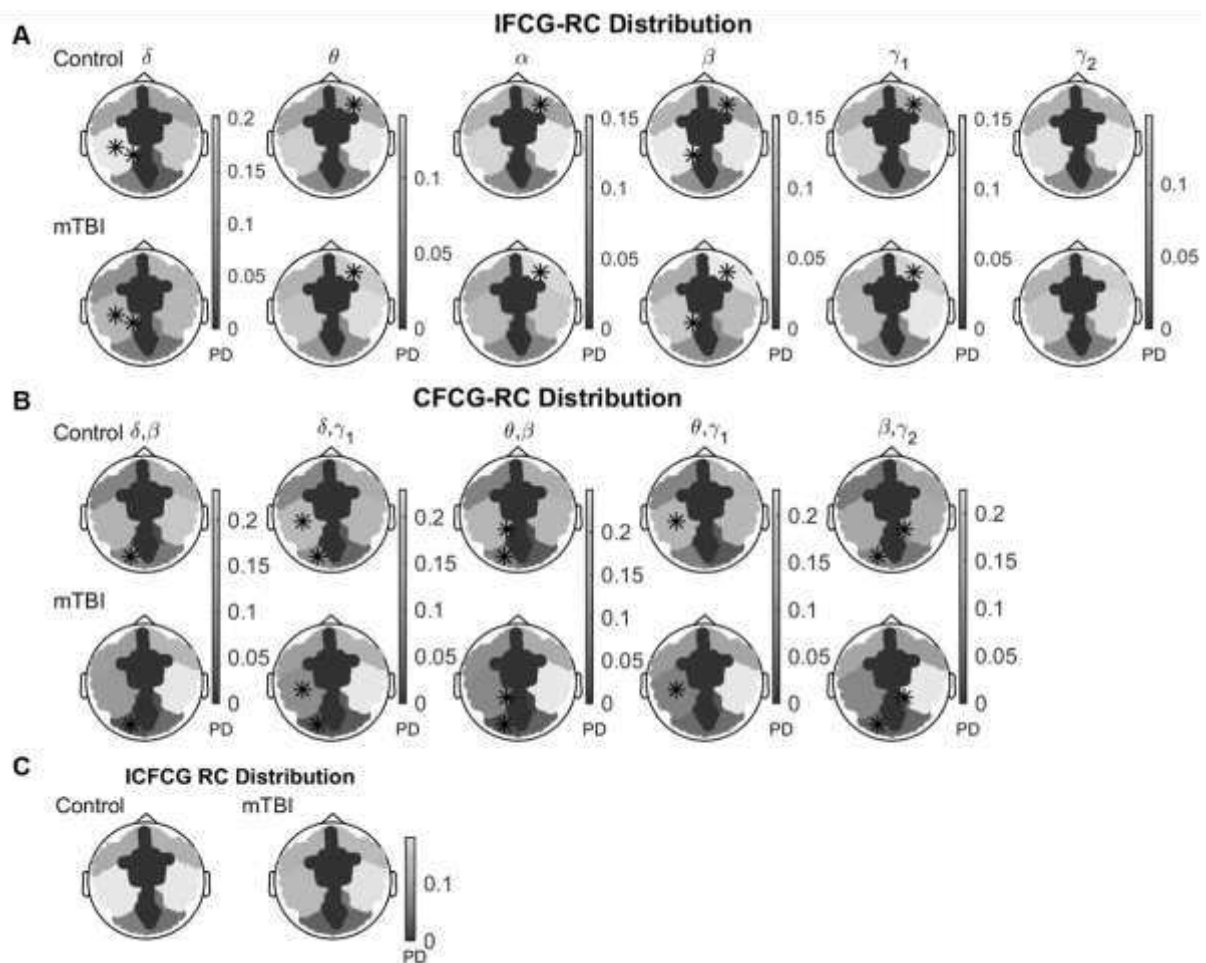 IFCG-RC Distribution
A
Control δ θ α β γ1 γ2
0.2 0.15 0.1 0.05 0 PD
0.1 0.05 0 PD
0.15 0.1 0.05 0 PD
0.15 0.1 0.05 0 PD
0.15 0.1 0.05 0 PD
0.1 0.05 0 PD
mTBI
B
CFCG-RC Distribution
Control δ,β δ,γ1 θ,β θ,γ1 β,γ2
0.2 0.15 0.1 0.05 0 PD
0.2 0.15 0.1 0.05 0 PD
0.2 0.15 0.1 0.05 0 PD
0.2 0.15 0.1 0.05 0 PD
0.2 0.15 0.1 0.05 0 PD
mTBI
C
ICFCG RC Distribution
Control mTBI
0.1
0
PD